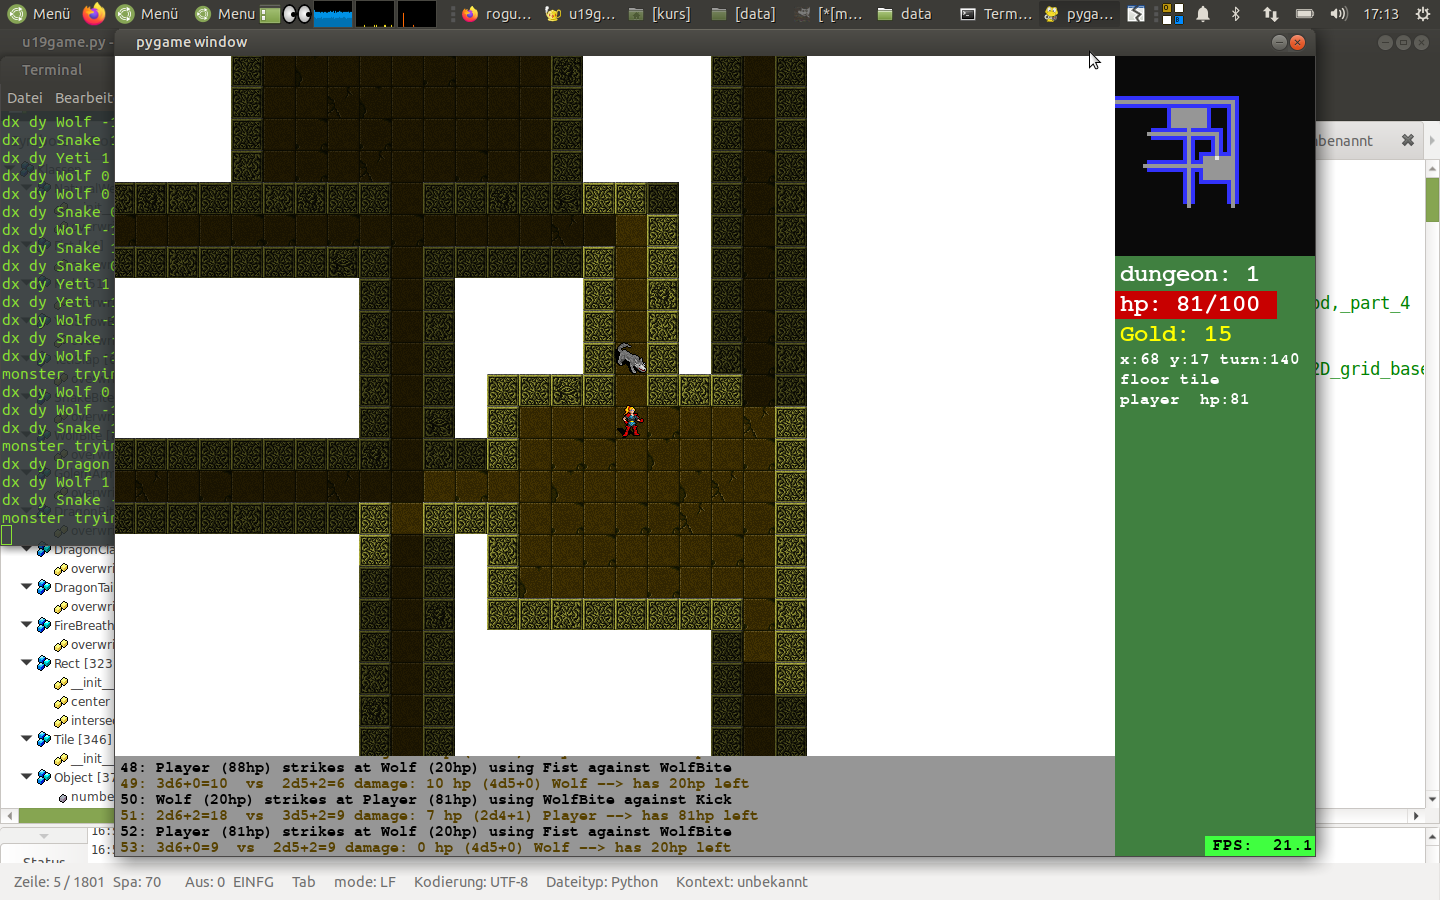 Menü
Menü
Menu
rogu...
u19g...
[kurs]
[data]
[*[m...
data
Term...
pyga...
17:13
u19game.py -
pygame window
Terminal
Datei Bearbeit
dx dy Wolf -1
dx dy Snake
dx dy Yeti 1
dx dy Wolf 0
dx dy Wolf 0
dx dy Snake
dx dy Wolf -1
dx dy Snake
dx dy Snake
dx dy Yeti 1
dx dy Yeti -
dx dy Wolf -1
dx dy Snake
dx dy Wolf -1
monster tryin
dx dy Wolf 0
dx dy Wolf -1
dx dy Snake
monster tryin
dx dy Dragon
dx dy Wolf 1
dx dy Snake
monster tryin
overwri
DragonCla
overwri
DragonTai
overwri
FireBreath
overwri
Rect [323
__init__
center
interse
Tile [346]
__init__
Object [37
numbe
Status
16:
16:
benannt
od,_part_4
2D_grid_base
dungeon: 1
hp: 81/100
Gold: 15
x:68 y:17 turn:140
floor tile
player hp:81
48: Player (88hp) strikes at Wolf (20hp) using Fist against WolfBite
49: 3d6+0=10 vs 2d5+2=6 damage: 10 hp (4d5+0) Wolf --> has 20hp left
50: Wolf (20hp) strikes at Player (81hp) using WolfBite against Kick
51: 2d6+2=18 vs 3d5+2=9 damage: 7 hp (2d4+1) Player --> has 81hp left
52: Player (81hp) strikes at Wolf (20hp) using Fist against WolfBite
53: 3d6+0=9 vs 2d5+2=9 damage: 0 hp (4d5+0) Wolf --> has 20hp left
FPS: 21.1
Zeile: 5 / 1801 Spa: 70 Aus: 0 EINFG Tab mode: LF Kodierung: UTF-8 Dateityp: Python Kontext: unbekannt